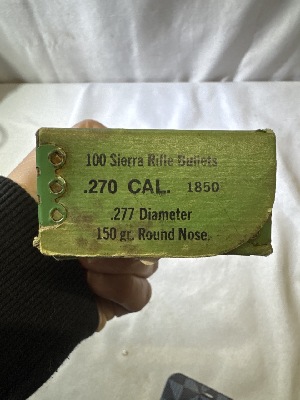 100 Sierra Rifle Bullets
.270 CAL. 1850
.277 Diameter
150 gr. Round Nose